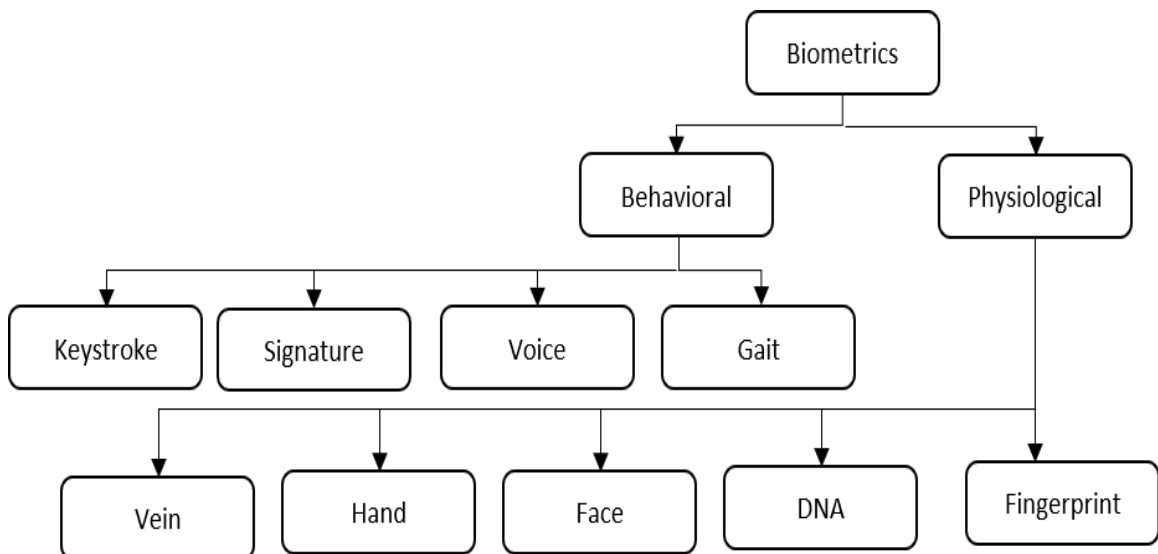 Biometrics
Behavioral
Physiological
Keystroke
Signature
Voice
Gait
Vein
Hand
Face
DNA
Fingerprint